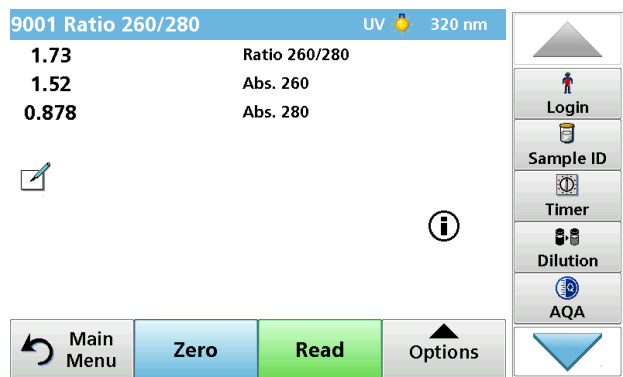 9001 Ratio 260/280 UV 320 nm
1.73 Ratio 260/280
1.52 Abs. 260
0.878 Abs. 280
Login
Sample ID
Timer
Dilution
AQA
Main Menu
Zero
Read
Options